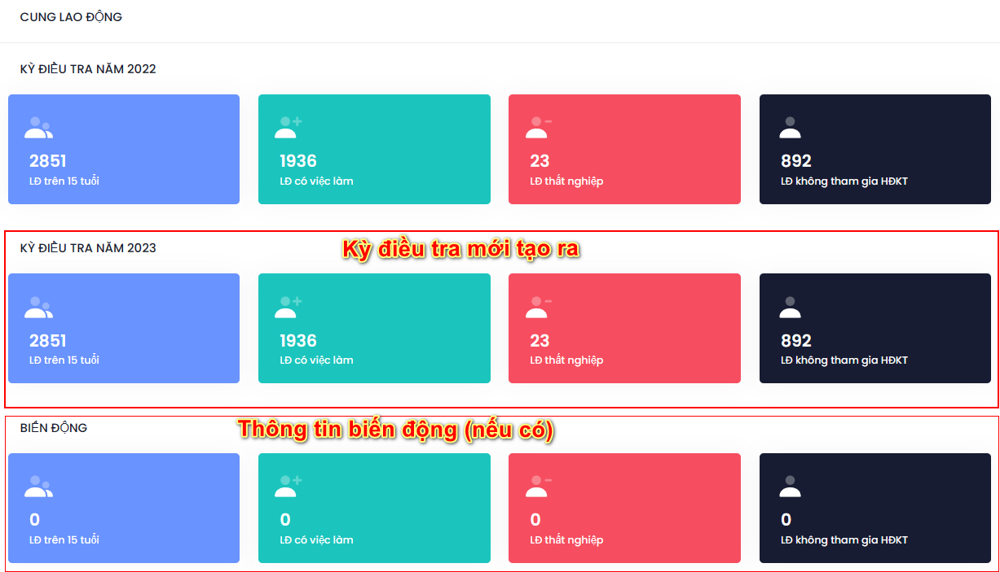 CUNG LAO ĐỘNG
KỲ ĐIỀU TRA NĂM 2022
2851
LĐ trên 15 tuổi
1936
LĐ có việc làm
23
LĐ thất nghiệp
892
LĐ không tham gia HĐKT
KỲ ĐIỀU TRA NĂM 2023
Kỳ điều tra mới tạo ra
2851
LĐ trên 15 tuổi
1936
LĐ có việc làm
23
LĐ thất nghiệp
892
LĐ không tham gia HĐKT
BIẾN ĐỘNG
Thông tin biến động (nếu có)
0
LĐ trên 15 tuổi
0
LĐ có việc làm
0
LĐ thất nghiệp
0
LĐ không tham gia HĐKT